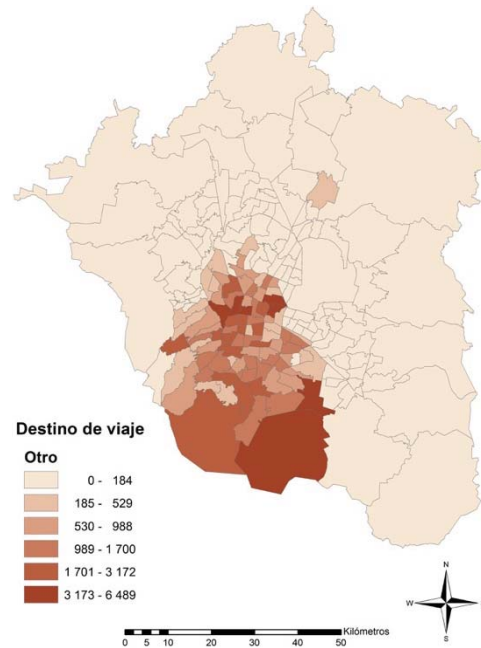 Destino de viaje
Otro
0 - 184
185 - 529
530 - 988
989 - 1 700
1 701 - 3 172
3 173 - 6 489
N
W E
S
Kilómetros
0 5 10 20 30 40 50